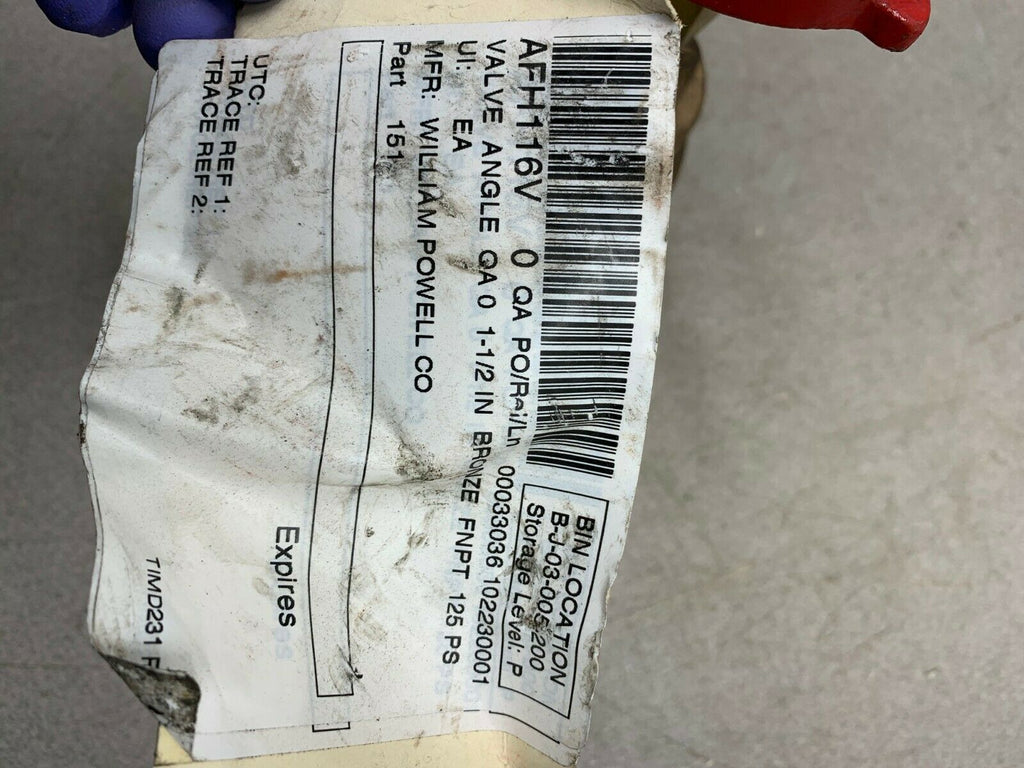 BIN LOCATION
B-J-03-005-200
Storage Level: P
AFH116V 0 QA PO/Rel/Ln 00033036 102230001
VALVE ANGLE QA 0 1-1/2 IN BRONZE FNPT 125 PS
UI: EA
MFR: WILLIAM POWELL CO
Part 151
Expires
UTC:
TRACE REF 1:
TRACE REF 2:
TIMD231